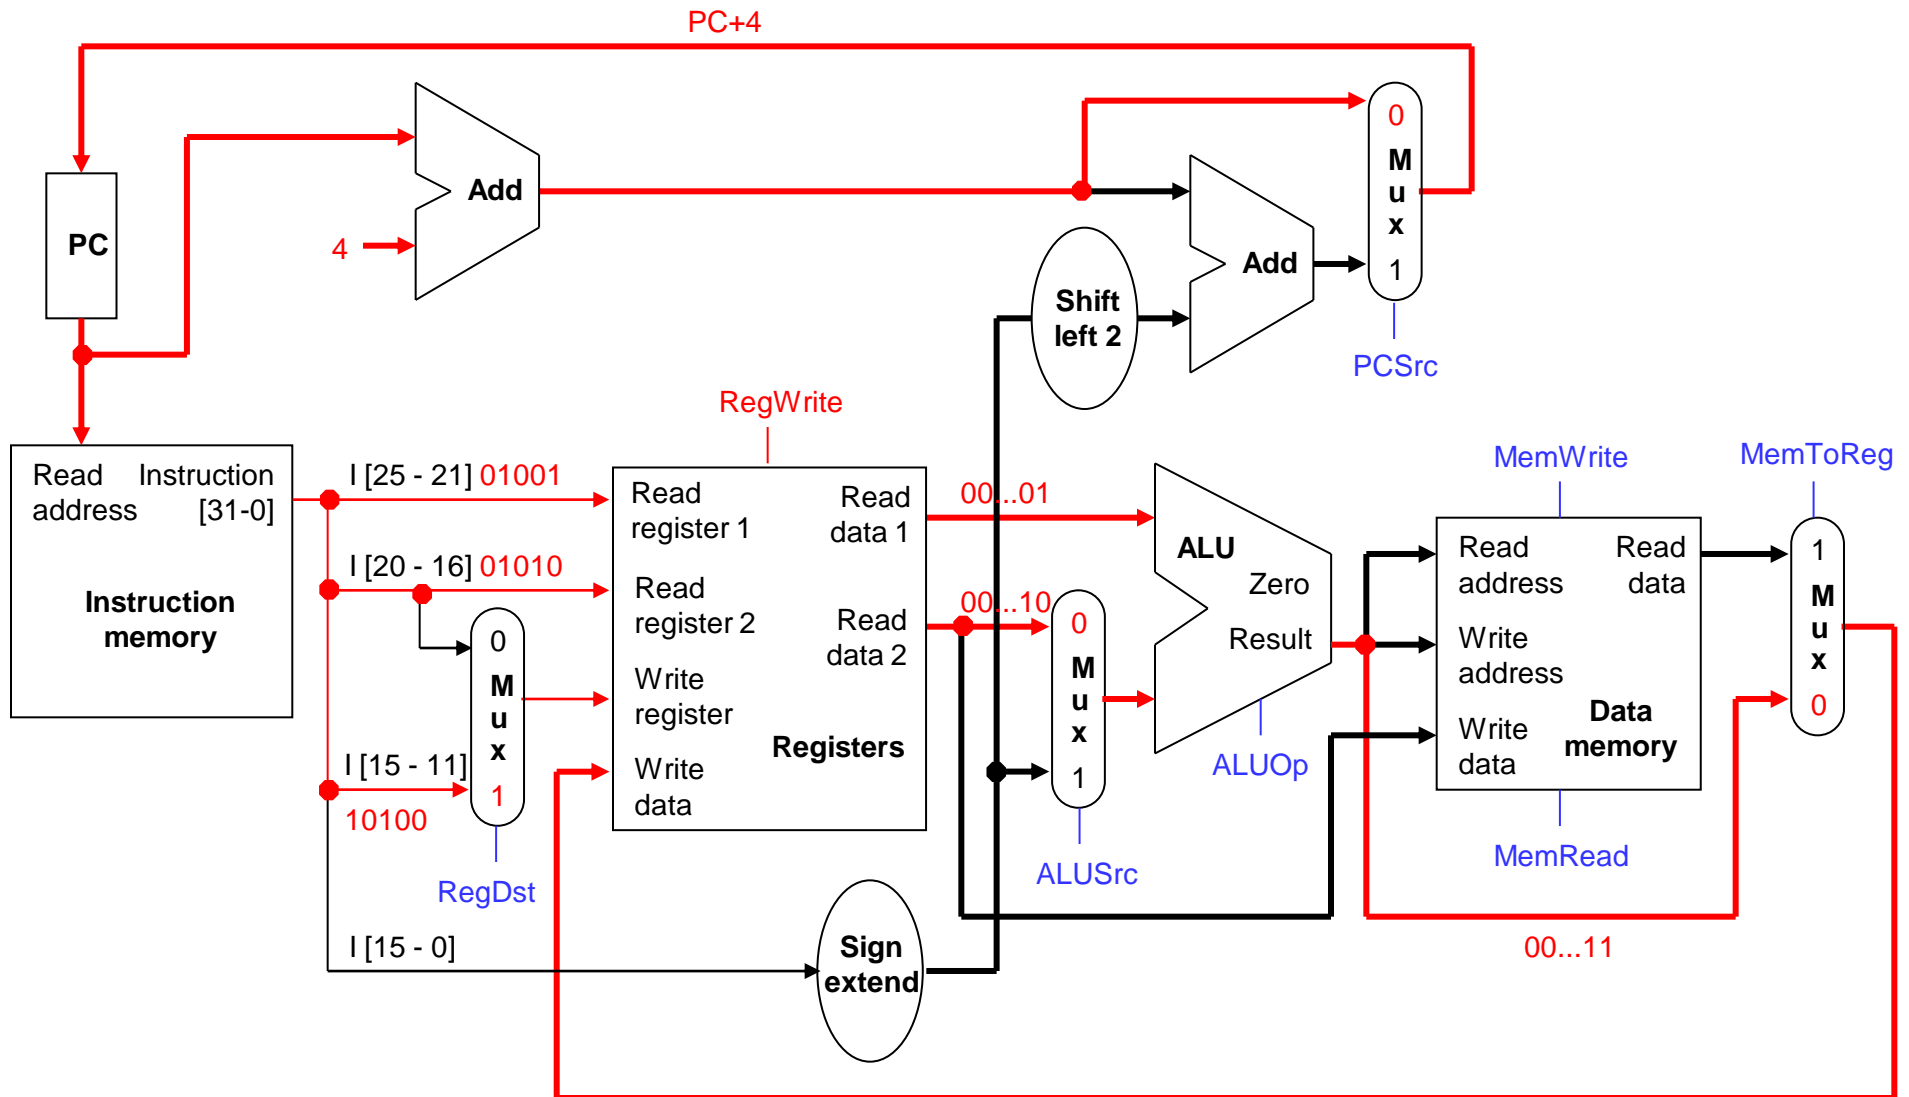 PC+4
PC
Add
4
Add
0
M
u
x
1
Shift
left 2
PCSrc
RegWrite
Read
address
Instruction
[31-0]
Instruction
memory
I [25 - 21] 01001
I [20 - 16] 01010
I [15 - 11]
10100
I [15 - 0]
0
M
u
x
1
RegDst
Read
register 1
Read
register 2
Write
register
Write
data
Read
data 1
Read
data 2
Registers
Sign
extend
00...01
00...10
0
M
u
x
1
ALUSrc
ALU
Zero
Result
ALUOp
MemWrite
Read
address
Write
address
Write
data
Read
data
Data
memory
MemRead
MemToReg
1
M
u
x
0
00...11